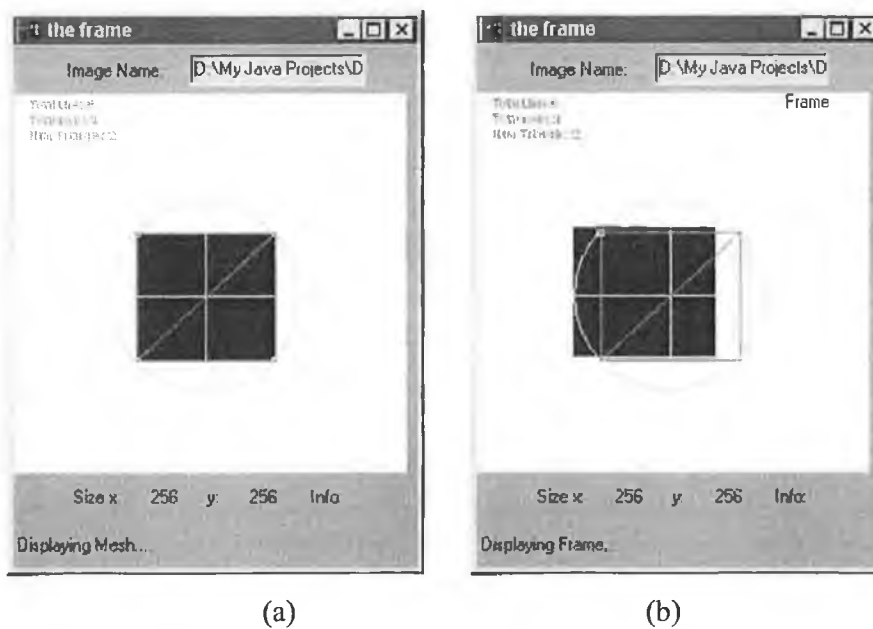 the frame
Image Name: D:\My Java Projects\D
Size x: 256 y: 256 Info:
Displaying Mesh....
(a)
the frame
Image Name: D:\My Java Projects\D
Frame
Size x: 256 y: 256 Info:
Displaying Frame..
(b)